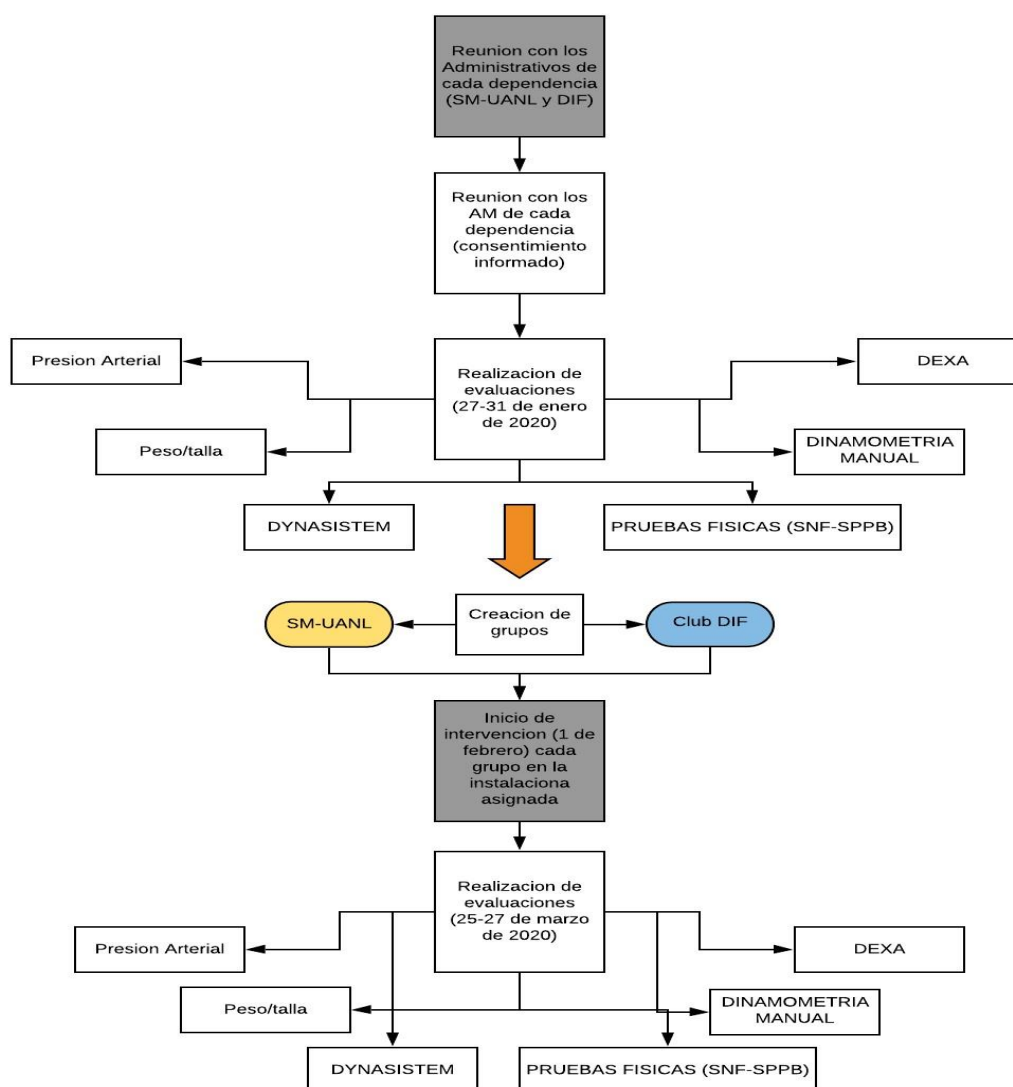 Reunion con los
Administrativos de
cada dependencia
(SM-UANL y DIF)
Reunion con los
AM de cada
dependencia
(consentimiento
informado)
Presion Arterial
Realizacion de
evaluaciones
(27-31 de enero
de 2020)
DEXA
Peso/talla
DINAMOMETRIA
MANUAL
DYNASISTEM
PRUEBAS FISICAS (SNF-SPPB)
SM-UANL
Creacion de
grupos
Club DIF
Inicio de
intervencion (1 de
febrero) cada
grupo en la
instalaciona
asignada
Realizacion de
evaluaciones
(25-27 de marzo
de 2020)
Presion Arterial
DEXA
Peso/talla
DINAMOMETRIA
MANUAL
DYNASISTEM
PRUEBAS FISICAS (SNF-SPPB)